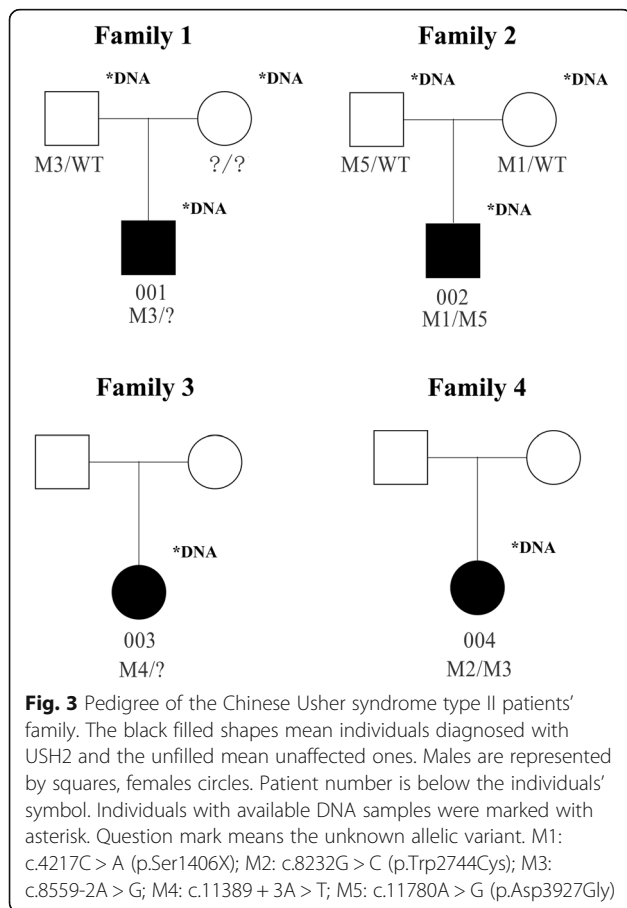 Family 1
Family 2
*DNA *DNA *DNA *DNA
M3/WT ?/? M5/WT M1/WT
*DNA *DNA
001 002
M3/? M1/M5
Family 3
Family 4
*DNA *DNA
003 004
M4/? M2/M3
Fig. 3 Pedigree of the Chinese Usher syndrome type II patients'
family. The black filled shapes mean individuals diagnosed with
USH2 and the unfilled mean unaffected ones. Males are represented
by squares, females circles. Patient number is below the individuals'
symbol. Individuals with available DNA samples were marked with
asterisk. Question mark means the unknown allelic variant. M1:
c.4217C > A (p.Ser1406X); M2: c.8232G > C (p.Trp2744Cys); M3:
c.8559-2A > G; M4: c.11389 + 3A > T; M5: c.11780A > G (p.Asp3927Gly)